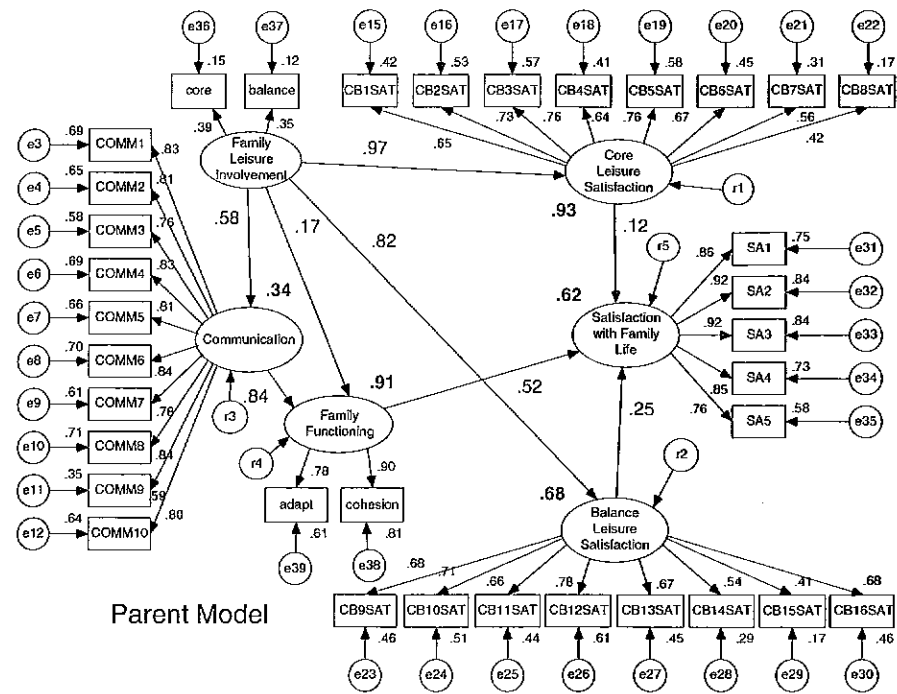 e36 e37 e15 e16 e17 e18 e19 e20 e21 e22
.15 .12 .42 .53 .57 .41 .58 .45 .31 .17
core balance CB1SAT CB2SAT CB3SAT CB4SAT CB5SAT CB6SAT CB7SAT CB8SAT
.39 .35 .65 .73 .76 .64 .76 .67 .56 .42
e3 .69 COMM1 .83
e4 .65 COMM2 .81
e5 .58 COMM3 .76
e6 .69 COMM4 .83
e7 .66 COMM5 .81
e8 .70 COMM6 .84
e9 .61 COMM7 .78
e10 .71 COMM8 .84
e11 .35 COMM9 .59
e12 .64 COMM10 .80
Family
Leisure
Involvement
.97
Core
Leisure
Satisfaction
r1
.93
.58 .17 .82 .12
r5
.34
Communication
r3
.84
.62
Satisfaction
with Family
Life
.86 SA1 .75 e31
.92 SA2 .84 e32
.92 SA3 .84 e33
.85 SA4 .73 e34
.76 SA5 .58 e35
.91
Family
Functioning
r4
.52
.25
r2
.78 .90
adapt cohesion
.61 .81
e39 e38
.68
Balance
Leisure
Satisfaction
.68 .71 .66 .78 .67 .54 .41 .68
CB9SAT CB10SAT CB11SAT CB12SAT CB13SAT CB14SAT CB15SAT CB16SAT
.46 .51 .44 .61 .45 .29 .17 .46
e23 e24 e25 e26 e27 e28 e29 e30
Parent Model